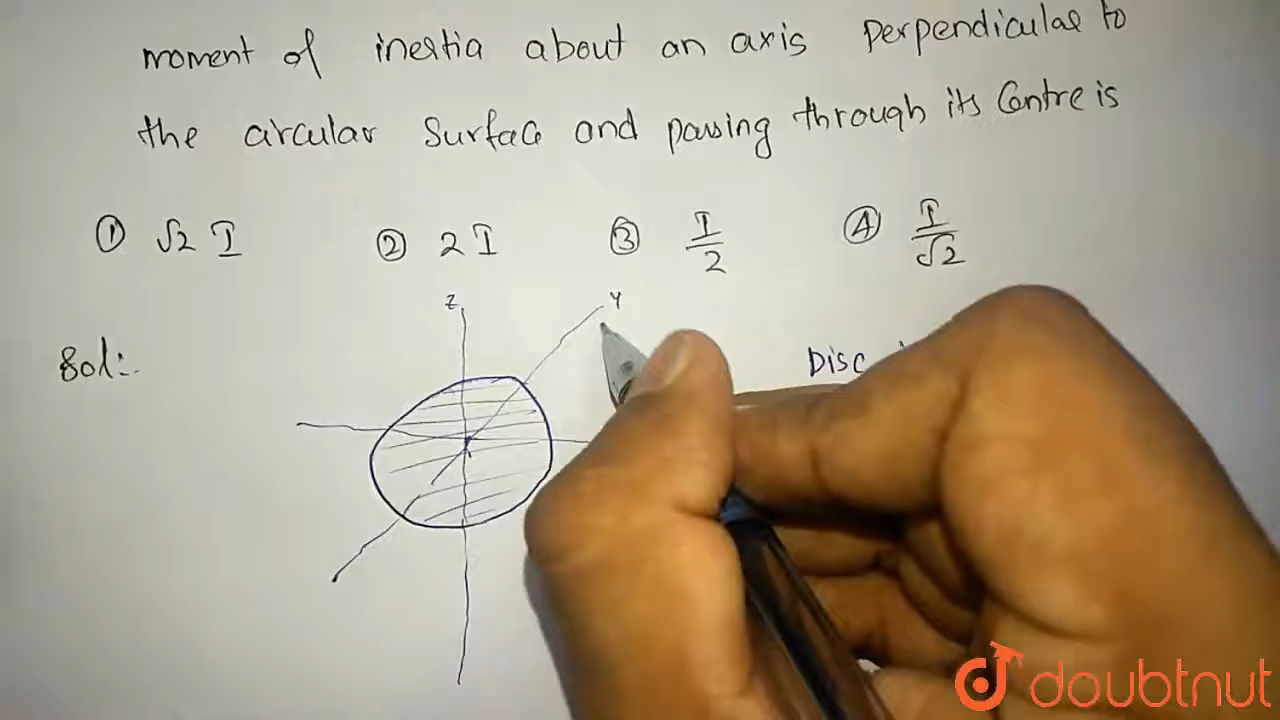 moment of inertia about an axis perpendicular to
the circular Surface and passing through its Centre is
① √2 I ② 2 I ③ I/2 ④ I/√2
Z Y
Sol:- Disc
doubtnut